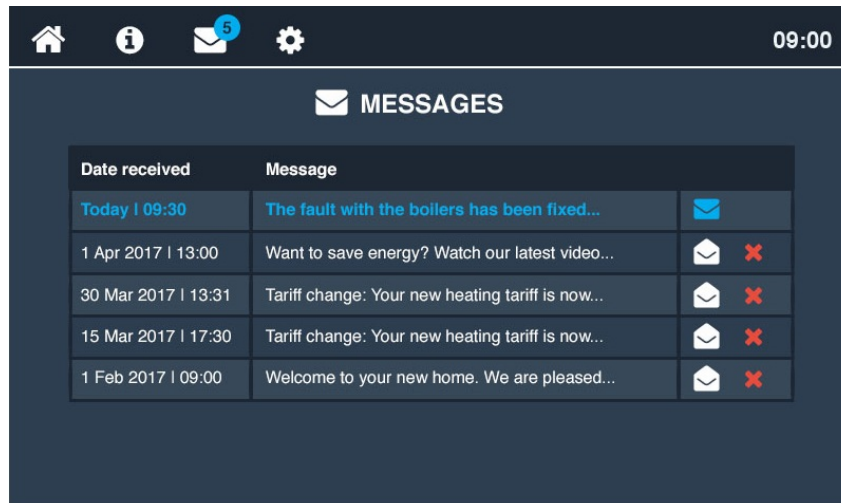 5
09:00
MESSAGES
Date received Message
Today | 09:30 The fault with the boilers has been fixed...
1 Apr 2017 | 13:00 Want to save energy? Watch our latest video...
30 Mar 2017 | 13:31 Tariff change: Your new heating tariff is now...
15 Mar 2017 | 17:30 Tariff change: Your new heating tariff is now...
1 Feb 2017 | 09:00 Welcome to your new home. We are pleased...